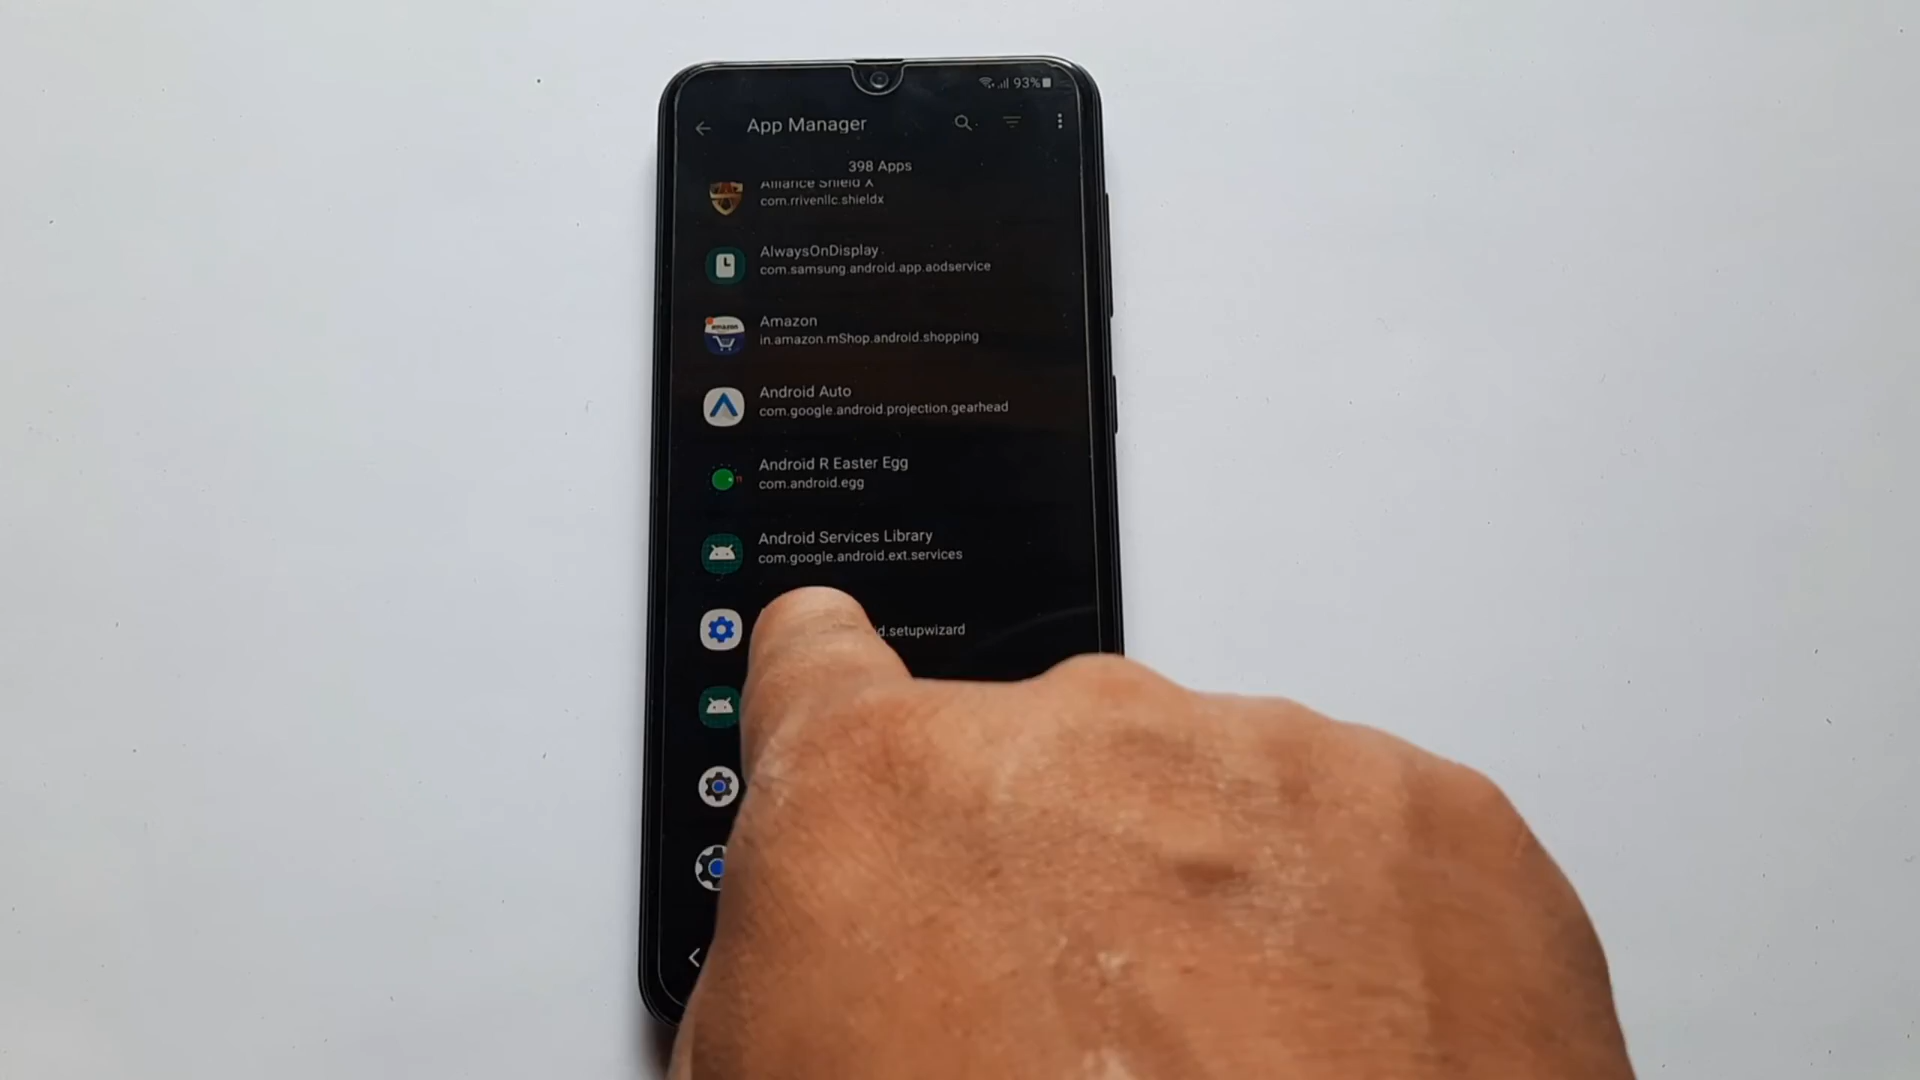 93%
App Manager
398 Apps
Alliance Shield X
com.rrivenllc.shieldx
AlwaysOnDisplay
com.samsung.android.app.aodservice
amazon
Amazon
in.amazon.mShop.android.shopping
Android Auto
com.google.android.projection.gearhead
Android R Easter Egg
com.android.egg
Android Services Library
com.google.android.ext.services
d.setupwizard